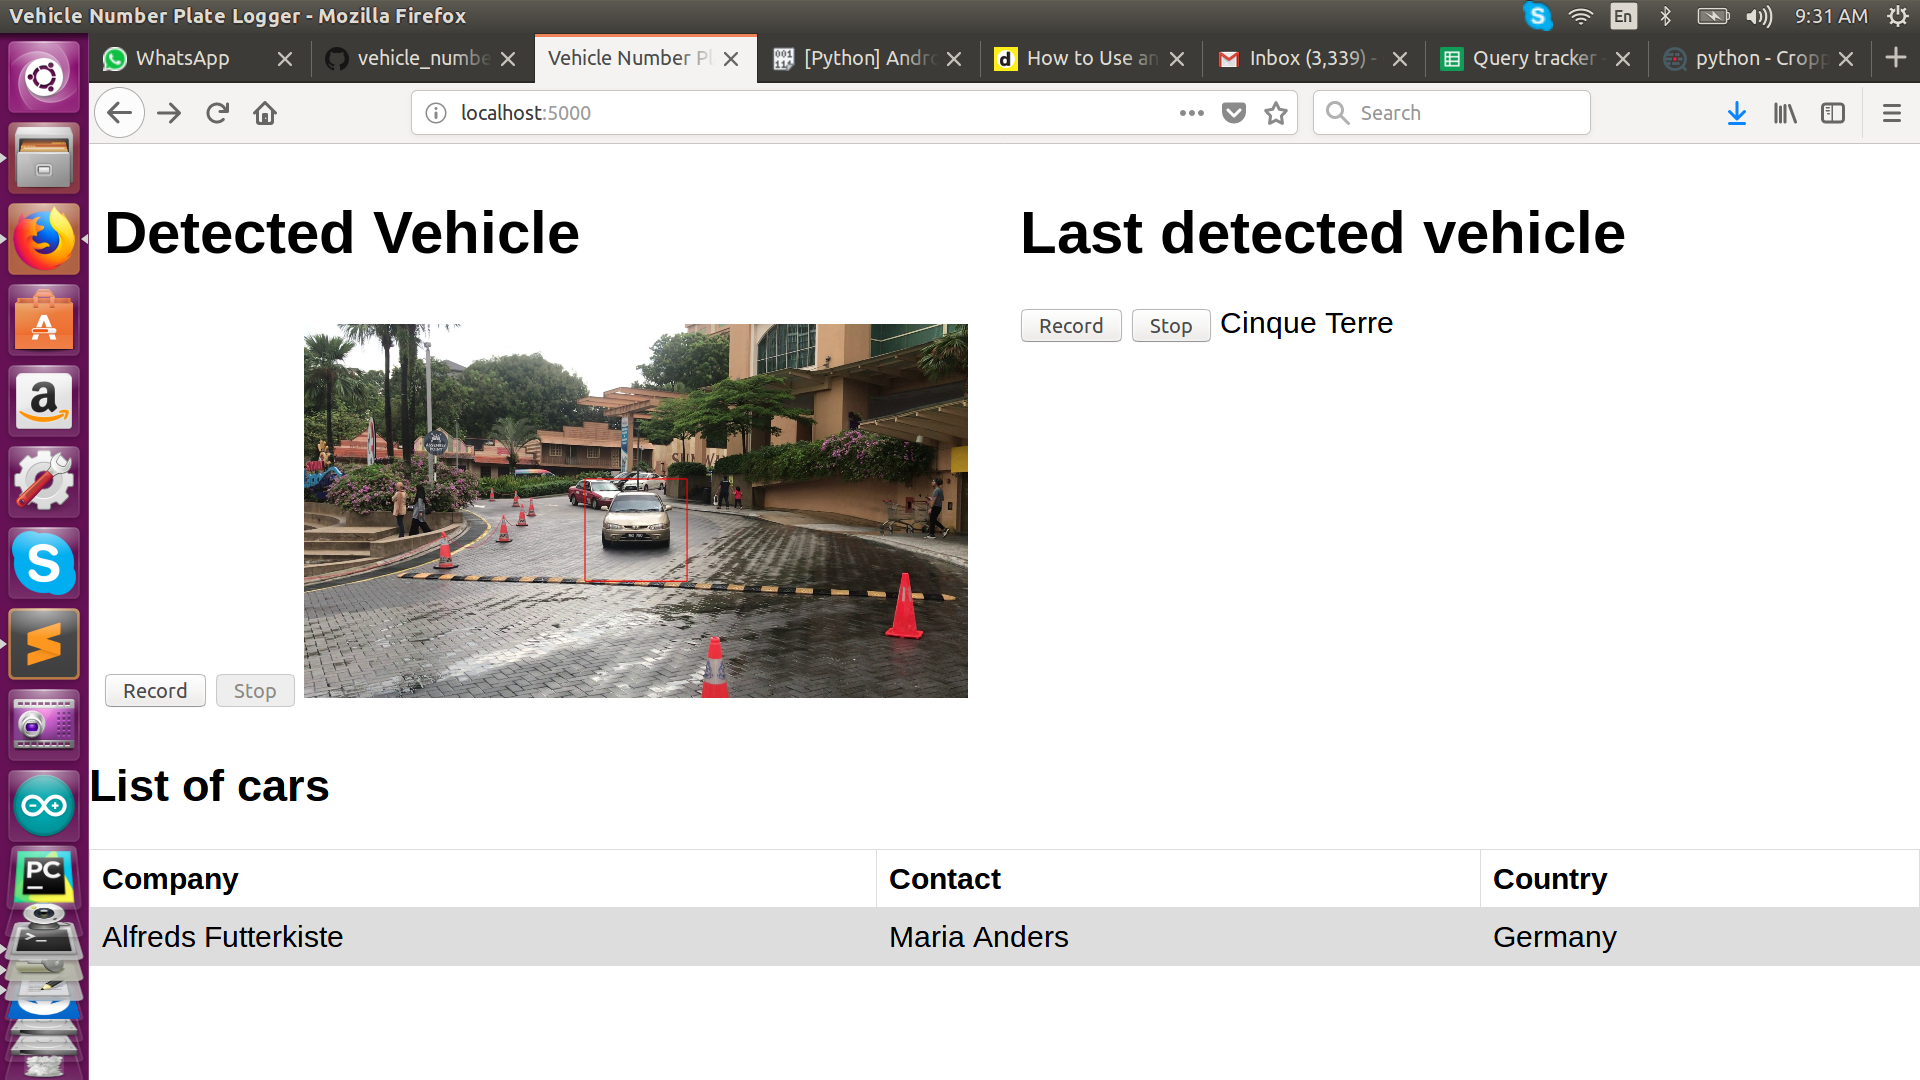 Vehicle Number Plate Logger - Mozilla Firefox
En
9:31 AM
WhatsApp
vehicle_numbe
Vehicle Number Pl
[Python] Andro
How to Use an
Inbox (3,339) -
Query tracker -
python - Cropp
localhost:5000
Search
Detected Vehicle
Last detected vehicle
Record Stop Cinque Terre
Record Stop
List of cars
Company Contact Country
Alfreds Futterkiste Maria Anders Germany